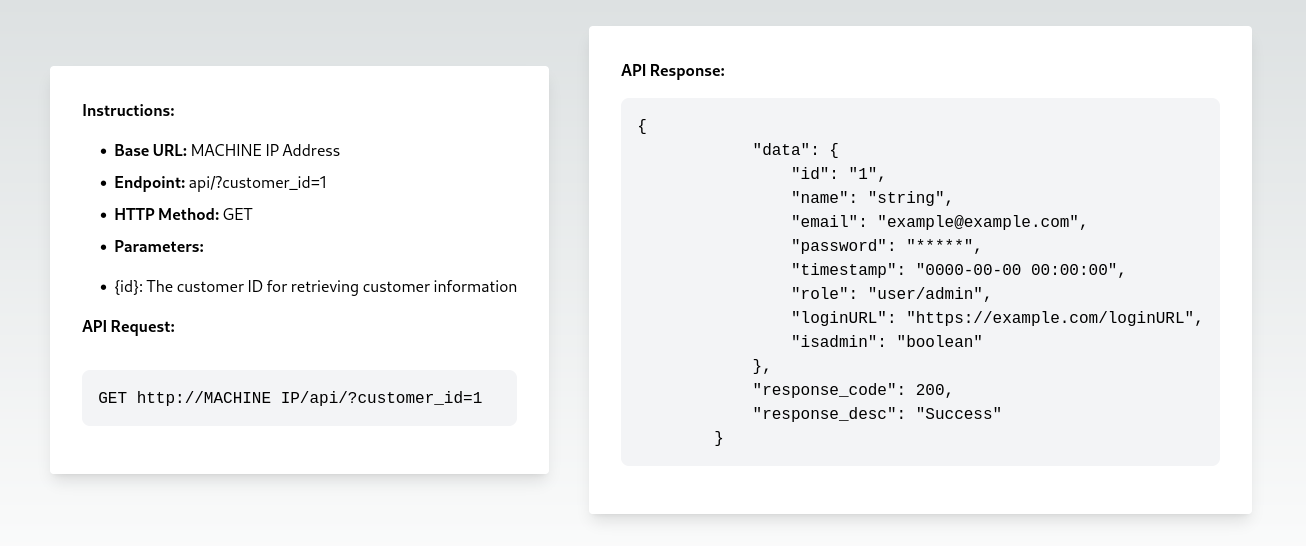 Instructions:
• Base URL: MACHINE IP Address
• Endpoint: api/?customer_id=1
• HTTP Method: GET
• Parameters:
• {id}: The customer ID for retrieving customer information
API Request:
GET http://MACHINE IP/api/?customer_id=1
API Response:
{
            "data": {
                "id": "1",
                "name": "string",
                "email": "example@example.com",
                "password": "*****",
                "timestamp": "0000-00-00 00:00:00",
                "role": "user/admin",
                "loginURL": "https://example.com/loginURL",
                "isadmin": "boolean"
            },
            "response_code": 200,
            "response_desc": "Success"
        }